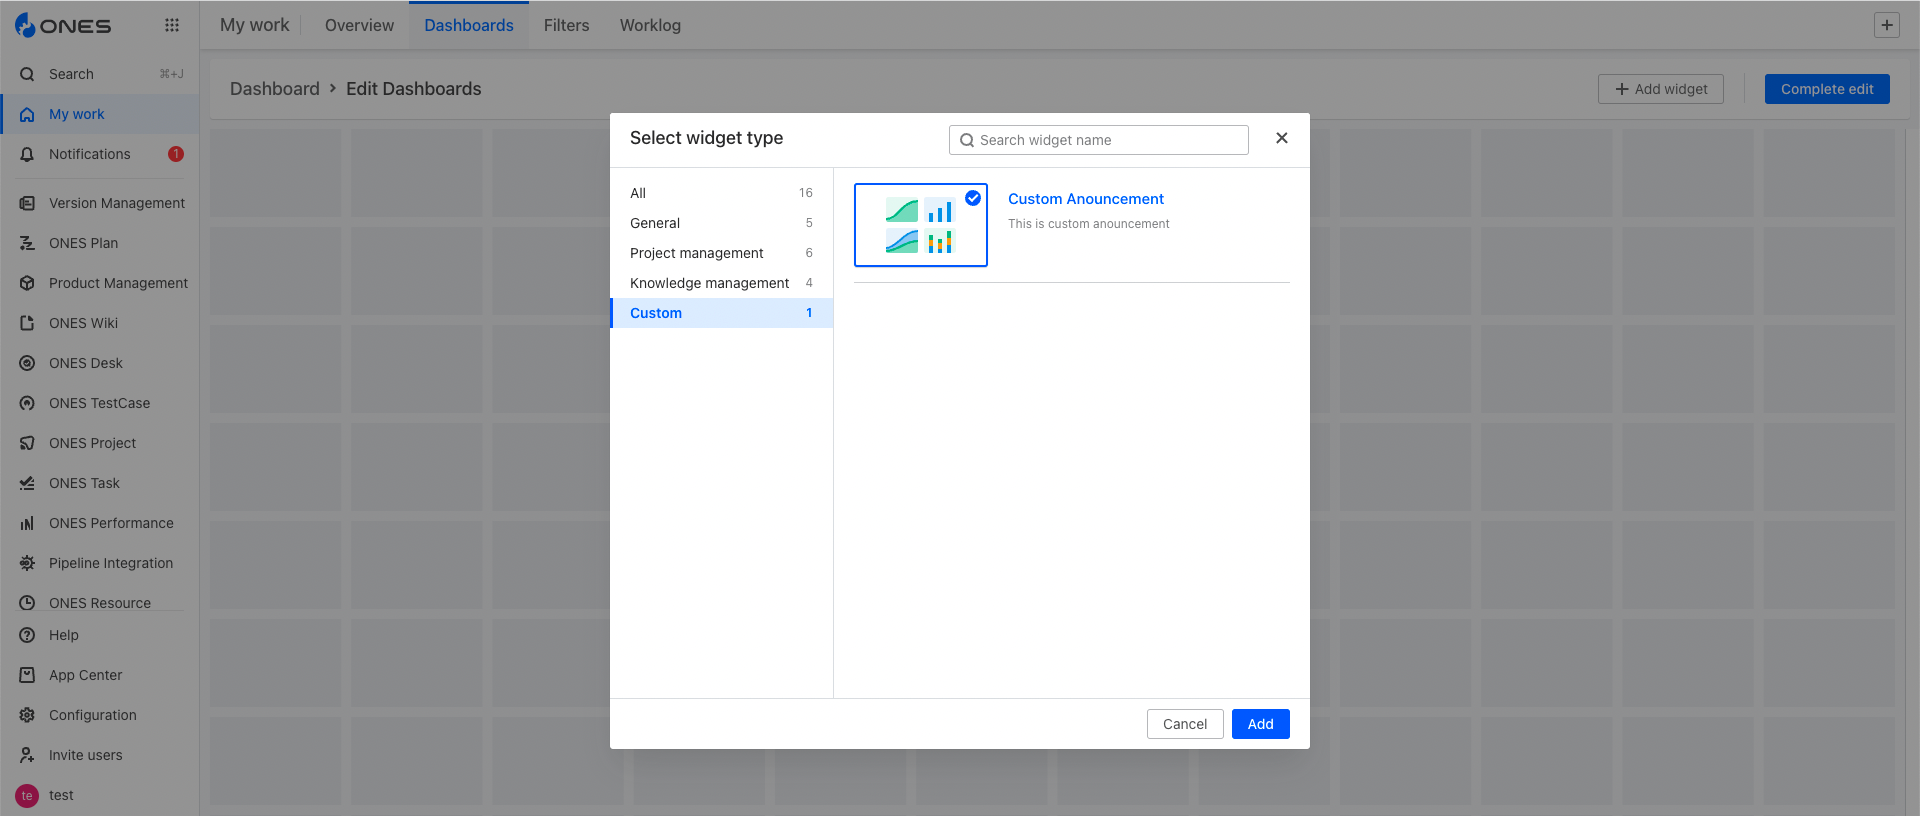 ONES
My work
Overview
Dashboards
Filters
Worklog
Search ⌘+J
My work
Notifications 1
Version Management
ONES Plan
Product Management
ONES Wiki
ONES Desk
ONES TestCase
ONES Project
ONES Task
ONES Performance
Pipeline Integration
ONES Resource
Help
App Center
Configuration
Invite users
te test
Dashboard > Edit Dashboards
Add widget
Complete edit
Select widget type
Search widget name
All 16
General 5
Project management 6
Knowledge management 4
Custom 1
Custom Anouncement
This is custom anouncement
Cancel
Add